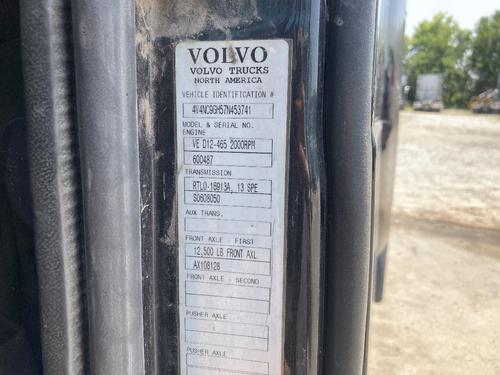 VOLVO
VOLVO TRUCKS
NORTH AMERICA
VEHICLE IDENTIFICATION #
4V4NC9GH57N453741
MODEL & SERIAL NO.
ENGINE
VE D12-465 2000RPM
600487
TRANSMISSION
RTLO-16913A, 13 SPE
S0608050
AUX TRANS.
FRONT AXLE - FIRST
12,500 LB FRONT AXL
AX108128
FRONT AXLE - SECOND
PUSHER AXLE
PUSHER AXLE